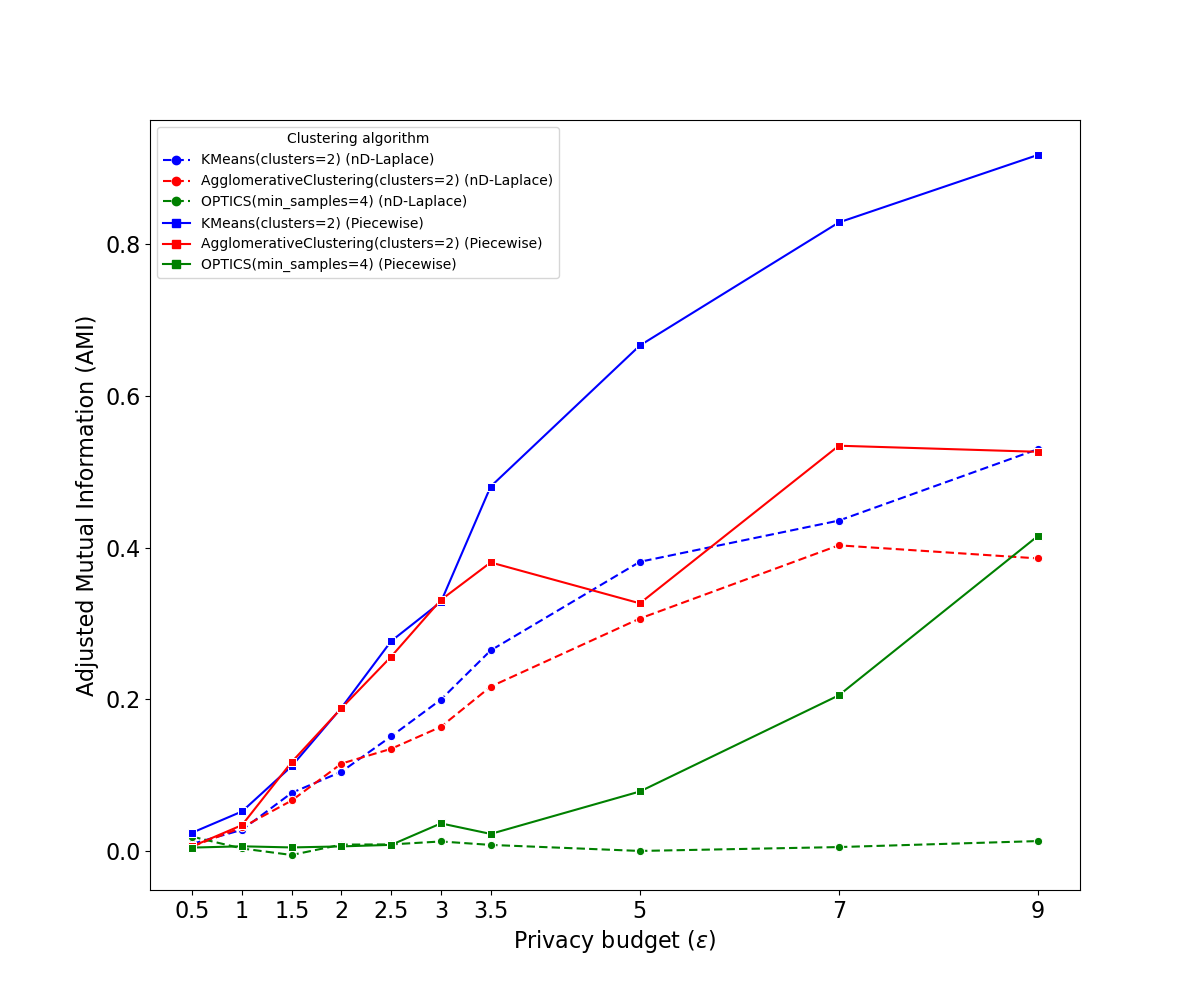 Clustering algorithm
KMeans(clusters=2) (nD-Laplace)
AgglomerativeClustering(clusters=2) (nD-Laplace)
OPTICS(min_samples=4) (nD-Laplace)
KMeans(clusters=2) (Piecewise)
AgglomerativeClustering(clusters=2) (Piecewise)
OPTICS(min_samples=4) (Piecewise)
0.8
0.6
0.4
0.2
0.0
Adjusted Mutual Information (AMI)
0.5 1 1.5 2 2.5 3 3.5 5 7 9
Privacy budget (ε)